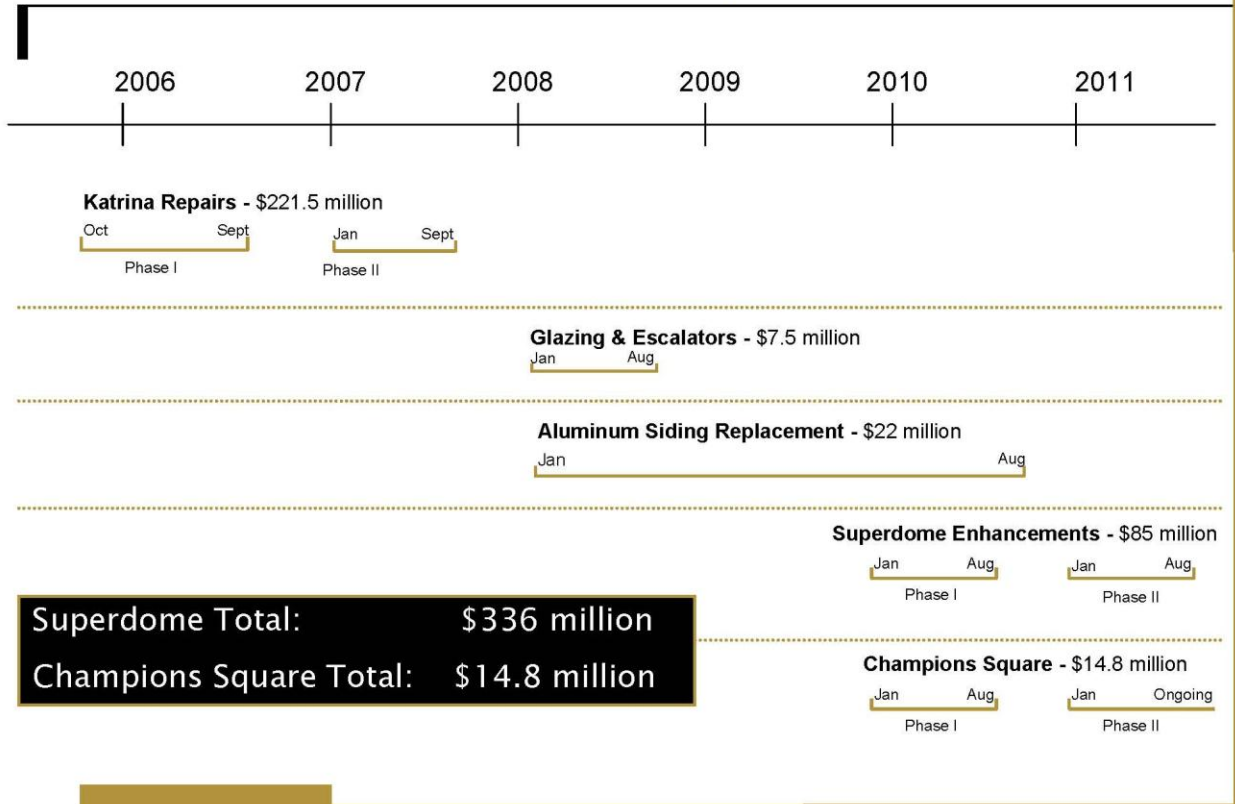 2006 2007 2008 2009 2010 2011
Katrina Repairs - $221.5 million
Oct Sept Jan Sept
Phase I Phase II
Glazing & Escalators - $7.5 million
Jan Aug
Aluminum Siding Replacement - $22 million
Jan Aug
Superdome Enhancements - $85 million
Jan Aug Jan Aug
Phase I Phase II
Superdome Total: $336 million
Champions Square Total: $14.8 million
Champions Square - $14.8 million
Jan Aug Jan Ongoing
Phase I Phase II